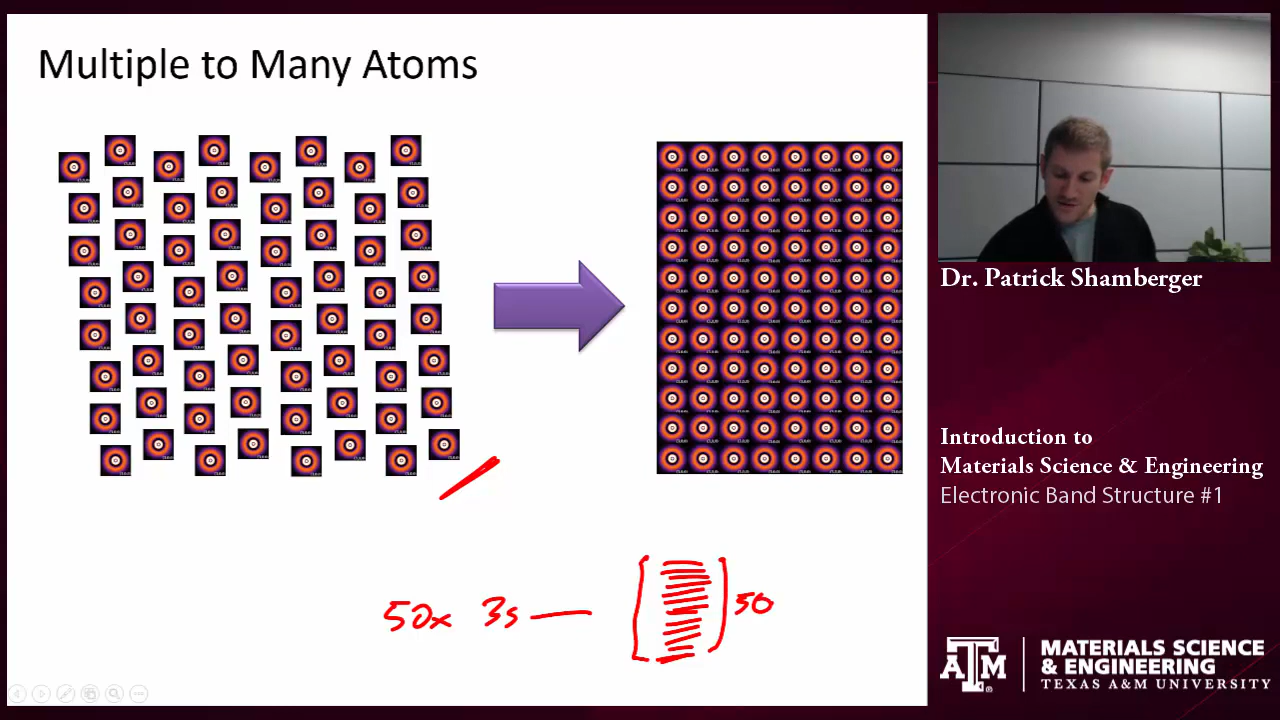 Multiple to Many Atoms
50x 3s
50
Dr. Patrick Shamberger
Introduction to
Materials Science & Engineering
Electronic Band Structure #1
ATM
MATERIALS SCIENCE
& ENGINEERING
TEXAS A&M UNIVERSITY